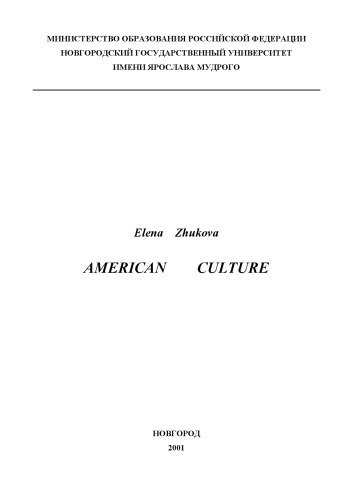 МИНИСТЕРСТВО ОБРАЗОВАНИЯ РОССИЙСКОЙ ФЕДЕРАЦИИ
НОВГОРОДСКИЙ ГОСУДАРСТВЕННЫЙ УНИВЕРСИТЕТ
ИМЕНИ ЯРОСЛАВА МУДРОГО
Elena Zhukova
AMERICAN CULTURE
НОВГОРОД
2001